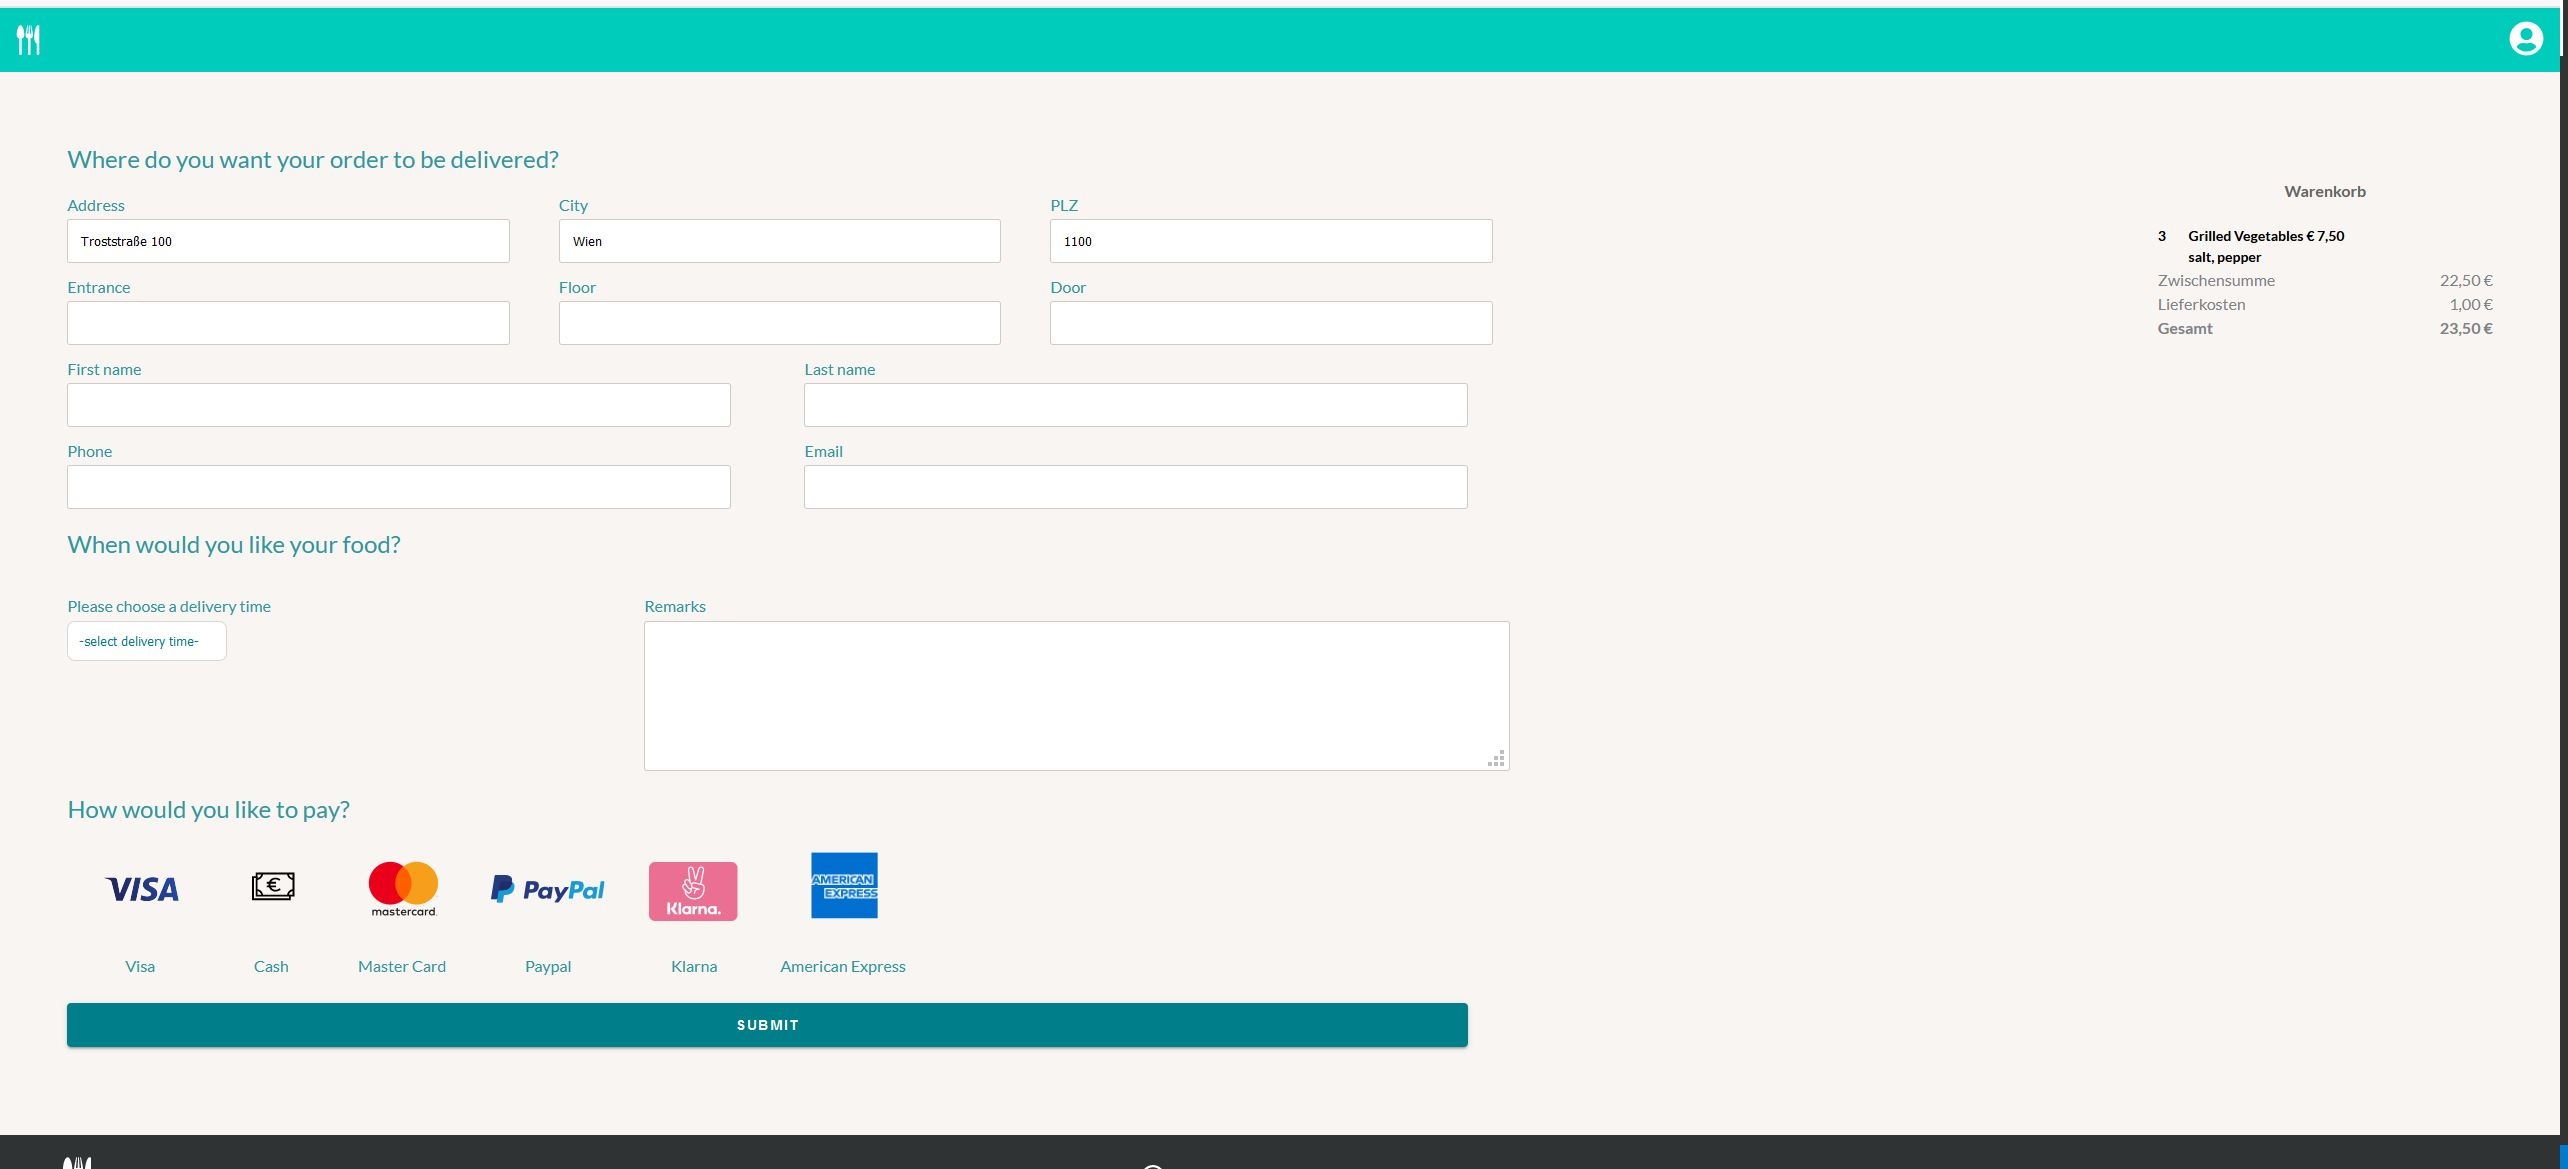 Where do you want your order to be delivered?
Address
City
PLZ
Troststraße 100
Wien
1100
Entrance
Floor
Door
First name
Last name
Phone
Email
When would you like your food?
Please choose a delivery time
Remarks
-select delivery time-
How would you like to pay?
VISA
€
mastercard.
PayPal
Klarna.
AMERICAN
EXPRESS
Visa
Cash
Master Card
Paypal
Klarna
American Express
SUBMIT
Warenkorb
3 Grilled Vegetables € 7,50
salt, pepper
Zwischensumme 22,50 €
Lieferkosten 1,00 €
Gesamt 23,50 €